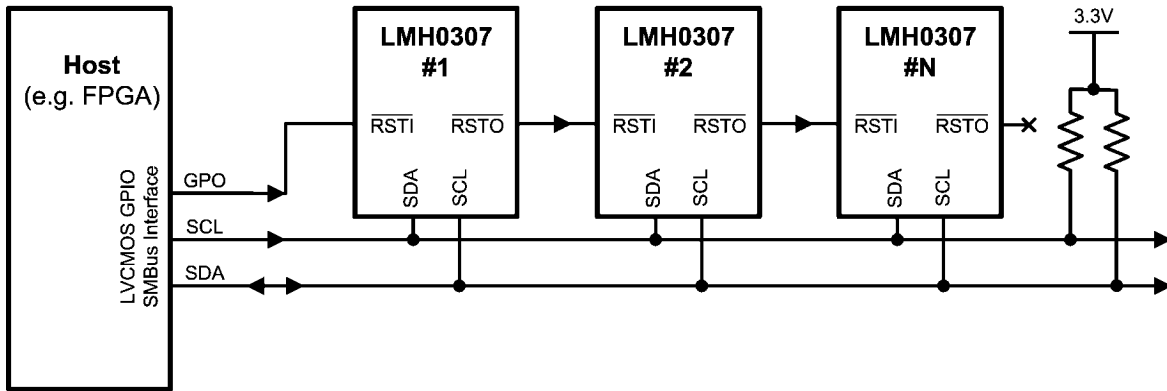 Host
(e.g. FPGA)
LVCMOS GPIO
SMBus Interface
GPO
SCL
SDA
LMH0307
#1
RSTI
RSTO
SDA
SCL
LMH0307
#2
RSTI
RSTO
SDA
SCL
LMH0307
#N
RSTI
RSTO
SDA
SCL
3.3V